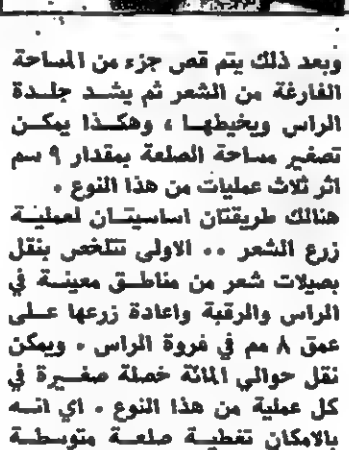 وبعد ذلك يتم قص جزء من المساحة
الفارغة من الشعر ثم يشد جلدة
الراس ويخيطها ، وهكذا يمكن
تصغير مساحة الصلعة بمقدار ٩ سم
اثر ثلاث عمليات من هذا النوع .
هنالك طريقتان اساسيتان لعملية
زرع الشعر .. الاولى تتلخص بنقل
بصيلات شعر من مناطق معينة في
الراس والرقبة واعادة زرعها على
عمق ٨ مم في فروة الراس . ويمكن
نقل حوالي المائة خصلة صغيرة في
كل عملية من هذا النوع . اي انه
بالامكان تغطية صلعة متوسطة